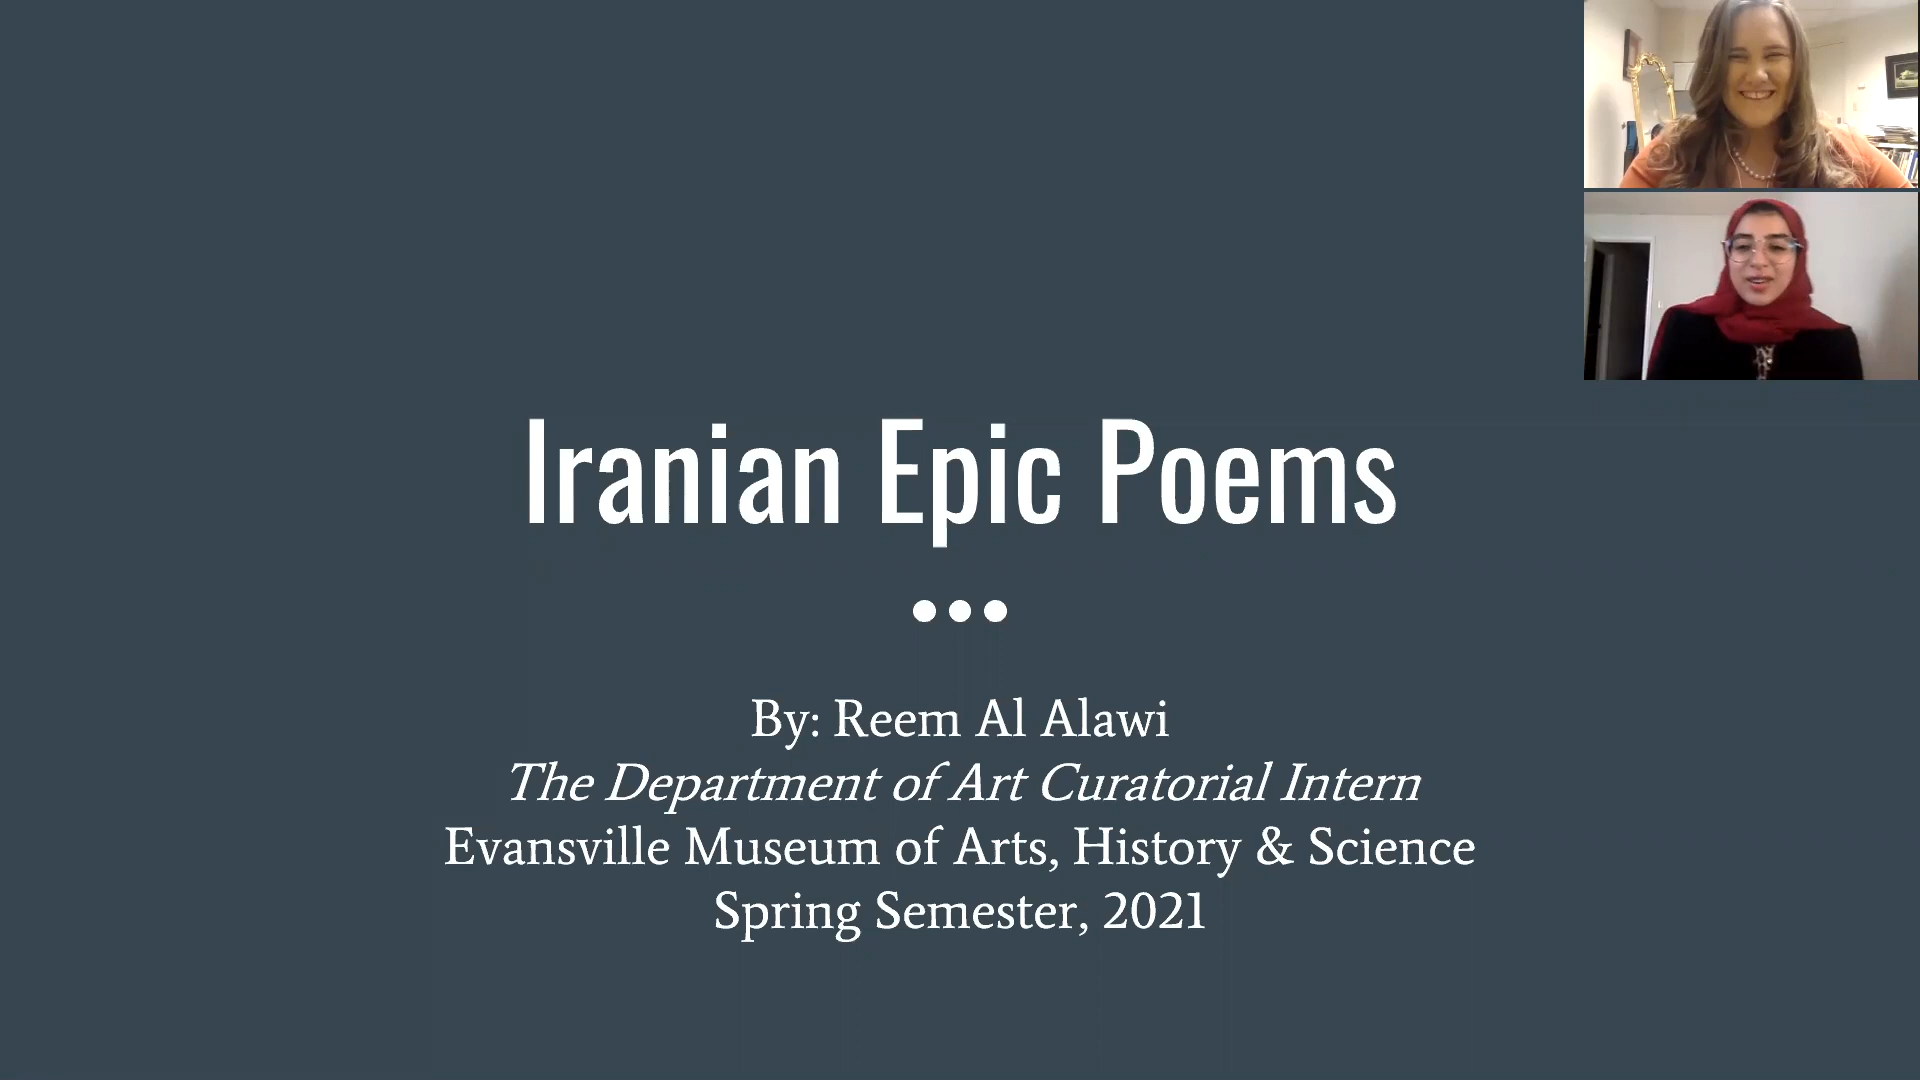 Iranian Epic Poems
By: Reem Al Alawi
The Department of Art Curatorial Intern
Evansville Museum of Arts, History & Science
Spring Semester, 2021